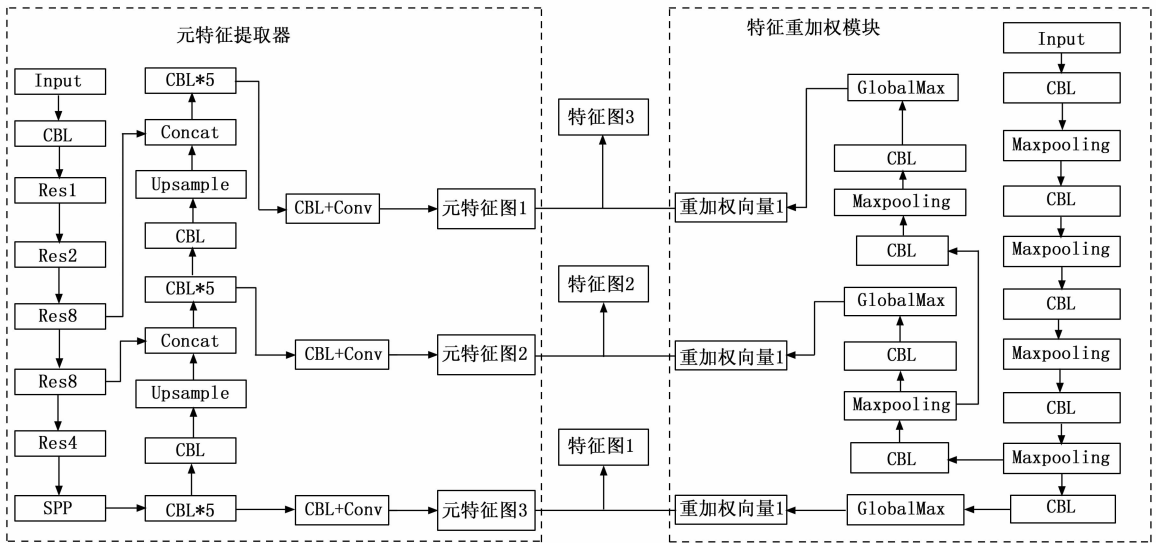 元特征提取器
Input
CBL
Res1
Res2
Res8
Res8
Res4
SPP
CBL*5
Concat
Upsample
CBL
CBL*5
Concat
Upsample
CBL
CBL*5
CBL+Conv
CBL+Conv
CBL+Conv
元特征图1
元特征图2
元特征图3
特征图3
特征图2
特征图1
特征重加权模块
重加权向量1
重加权向量1
重加权向量1
GlobalMax
CBL
Maxpooling
CBL
GlobalMax
CBL
Maxpooling
CBL
GlobalMax
Input
CBL
Maxpooling
CBL
Maxpooling
CBL
Maxpooling
CBL
Maxpooling
CBL